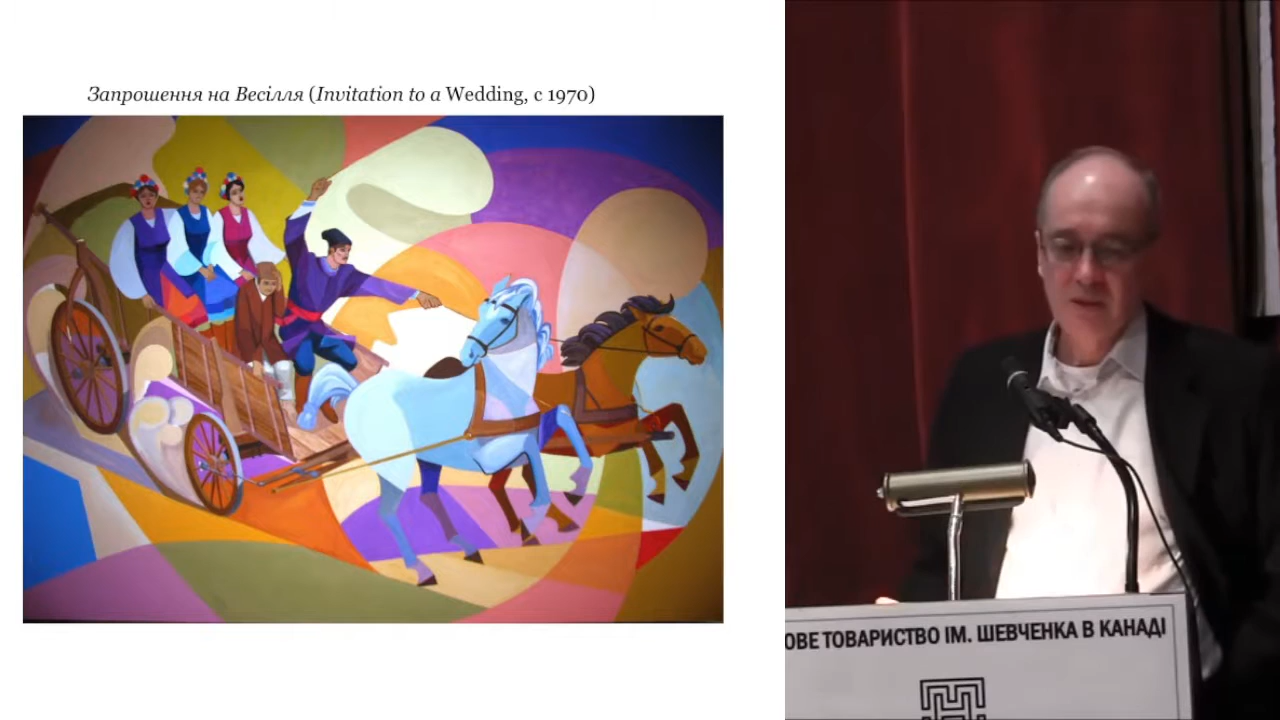 Запрошення на Весілля (Invitation to a Wedding, c 1970)
ОВЕ ТОВАРИСТВО ІМ. ШЕВЧЕНКА В КАНАДІ